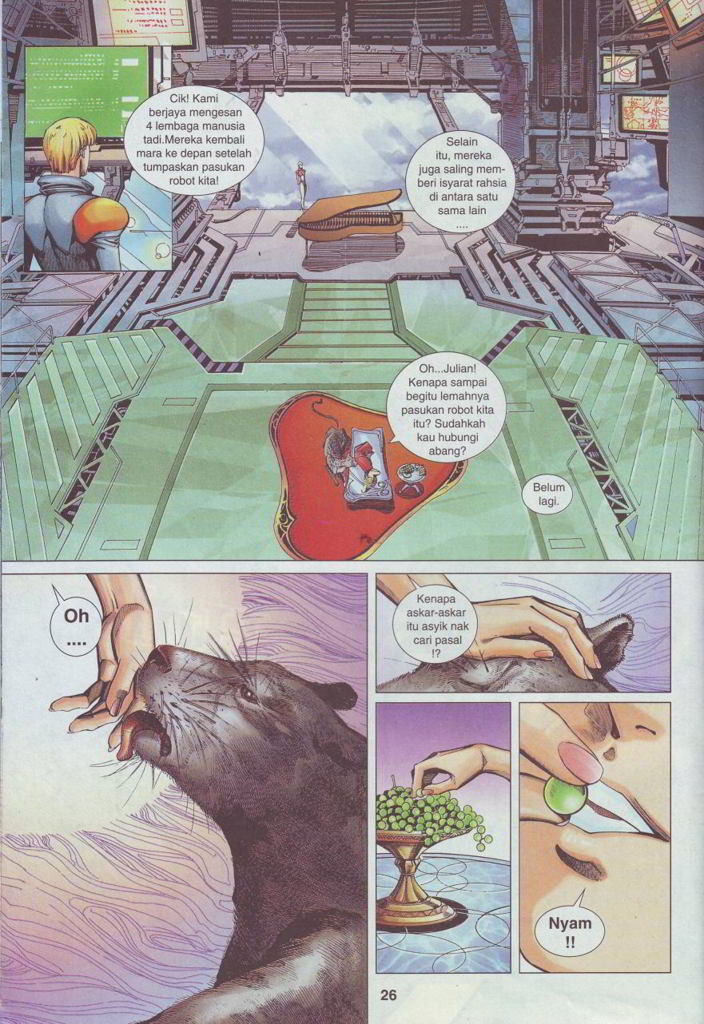 Cik! Kami
berjaya mengesan
4 lembaga manusia
tadi.Mereka kembali
mara ke depan setelah
tumpaskan pasukan
robot kita!
Selain
itu, mereka
juga saling mem-
beri isyarat rahsia
di antara satu
sama lain
....
Oh...Julian!
Kenapa sampai
begitu lemahnya
pasukan robot kita
itu? Sudahkah
kau hubungi
abang?
Belum
lagi.
Oh
....
Kenapa
askar-askar
itu asyik nak
cari pasal
!?
Nyam
!!
26